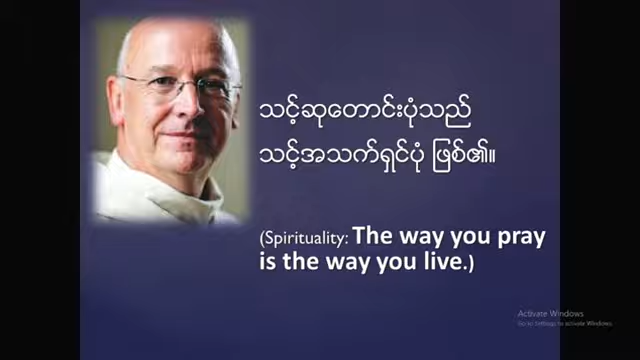 သင့်ဆုတောင်းပုံသည်
သင့်အသက်ရှင်ပုံ ဖြစ်၏။
(Spirituality: The way you pray
is the way you live.)
Activate Windows
Go to Settings to activate Windows.